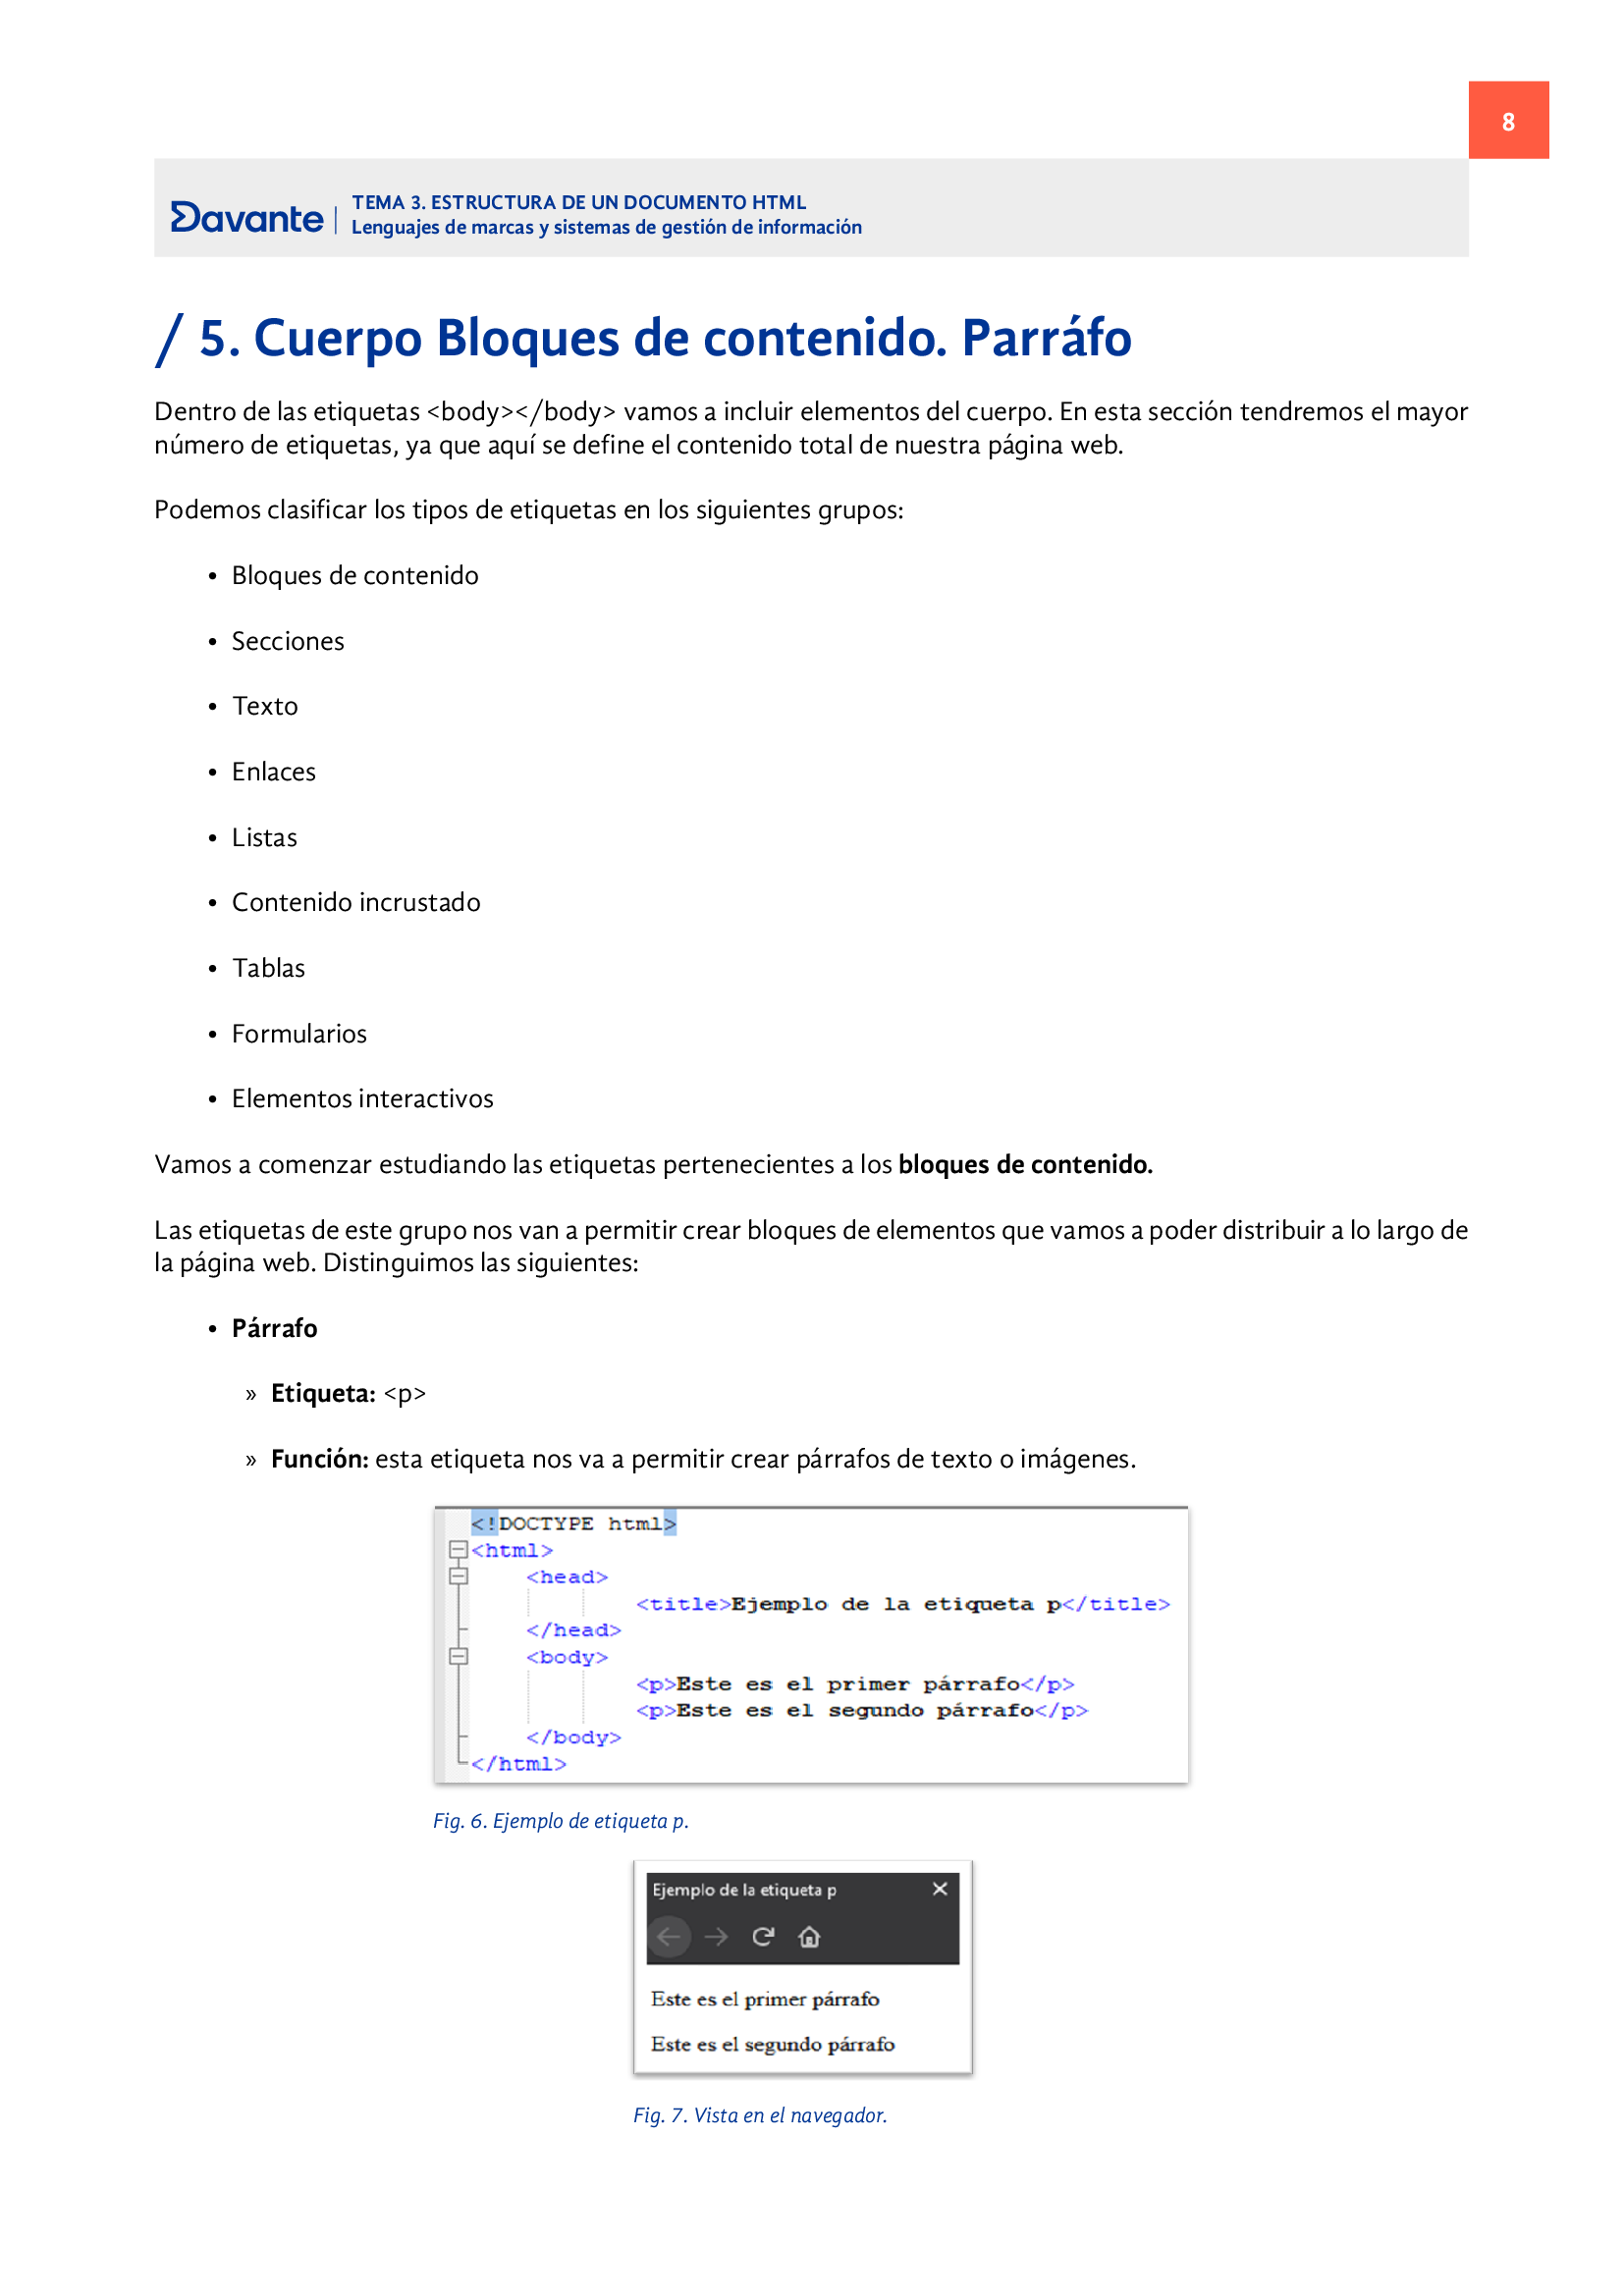 8
Davante
TEMA 3. ESTRUCTURA DE UN DOCUMENTO HTML
Lenguajes de marcas y sistemas de gestión de información
/ 5. Cuerpo Bloques de contenido. Parráfo
Dentro de las etiquetas <body></body> vamos a incluir elementos del cuerpo. En esta sección tendremos el mayor
número de etiquetas, ya que aquí se define el contenido total de nuestra página web.
Podemos clasificar los tipos de etiquetas en los siguientes grupos:
• Bloques de contenido
• Secciones
• Texto
• Enlaces
• Listas
• Contenido incrustado
• Tablas
• Formularios
• Elementos interactivos
Vamos a comenzar estudiando las etiquetas pertenecientes a los bloques de contenido.
Las etiquetas de este grupo nos van a permitir crear bloques de elementos que vamos a poder distribuir a lo largo de
la página web. Distinguimos las siguientes:
• Párrafo
» Etiqueta: <p>
» Función: esta etiqueta nos va a permitir crear párrafos de texto o imágenes.
<!DOCTYPE html>
<html>
<head>
<title>Ejemplo de la etiqueta p</title>
</head>
<body>
<p>Este es el primer párrafo</p>
<p>Este es el segundo párrafo</p>
</body>
</html>
Fig. 6. Ejemplo de etiqueta p.
Ejemplo de la etiqueta p
Este es el primer párrafo
Este es el segundo párrafo
Fig. 7. Vista en el navegador.